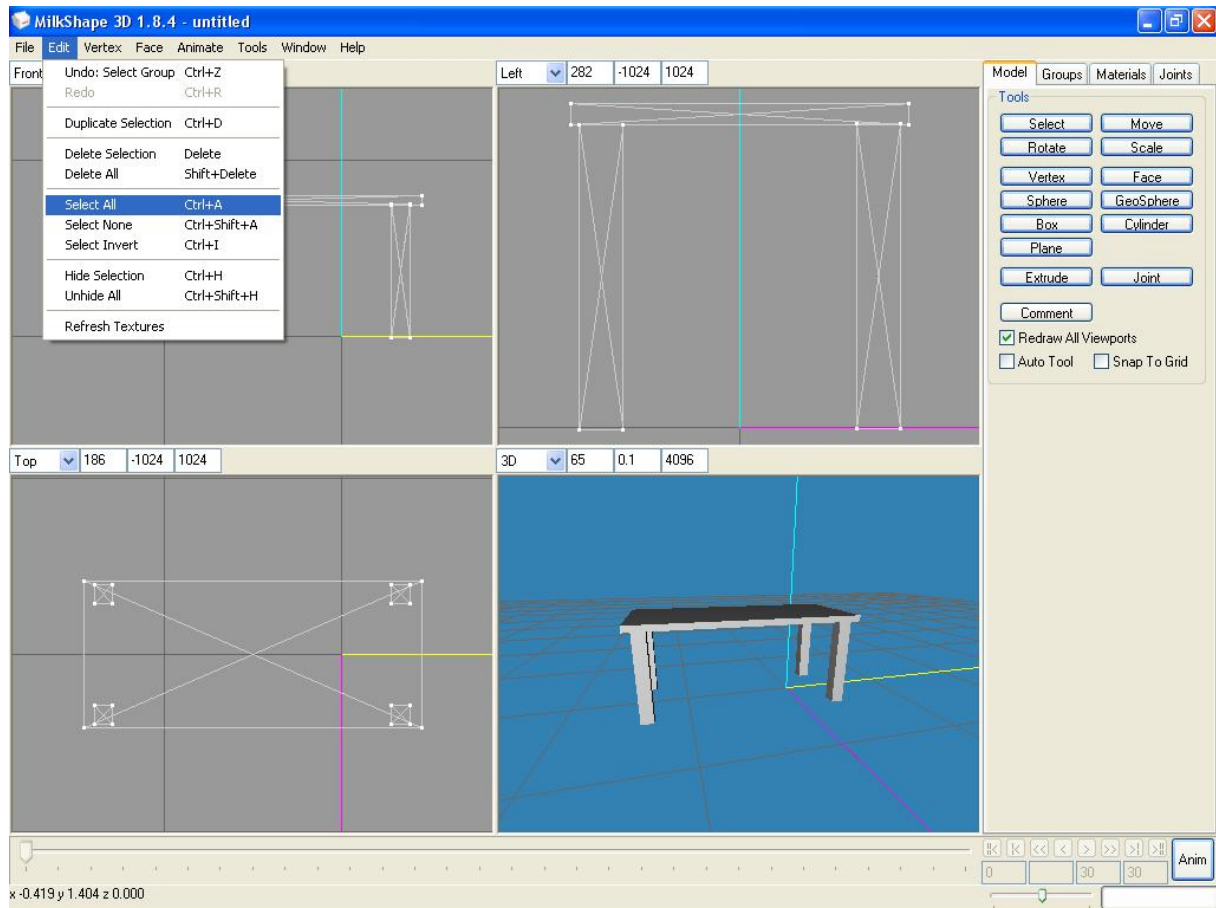 MilkShape 3D 1.8.4 - untitled
File Edit Vertex Face Animate Tools Window Help
Front
Undo: Select Group Ctrl+Z
Redo Ctrl+R
Duplicate Selection Ctrl+D
Delete Selection Delete
Delete All Shift+Delete
Select All Ctrl+A
Select None Ctrl+Shift+A
Select Invert Ctrl+I
Hide Selection Ctrl+H
Unhide All Ctrl+Shift+H
Refresh Textures
Left 282 -1024 1024
Top 186 -1024 1024
3D 65 0.1 4096
Model Groups Materials Joints
Tools
Select Move
Rotate Scale
Vertex Face
Sphere GeoSphere
Box Cylinder
Plane
Extrude Joint
Comment
Redraw All Viewports
Auto Tool Snap To Grid
0 30 30 Anim
x -0.419 y 1.404 z 0.000